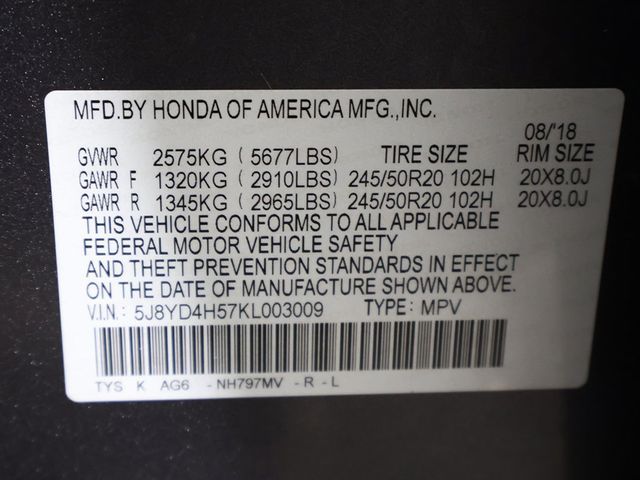 MFD.BY HONDA OF AMERICA MFG.,INC.
08/'18
GVWR 2575KG ( 5677LBS) TIRE SIZE RIM SIZE
GAWR F 1320KG ( 2910LBS) 245/50R20 102H 20X8.0J
GAWR R 1345KG ( 2965LBS) 245/50R20 102H 20X8.0J
THIS VEHICLE CONFORMS TO ALL APPLICABLE
FEDERAL MOTOR VEHICLE SAFETY
AND THEFT PREVENTION STANDARDS IN EFFECT
ON THE DATE OF MANUFACTURE SHOWN ABOVE.
V.I.N.: 5J8YD4H57KL003009 TYPE: MPV
TYS K AG6 -NH797MV -R -L